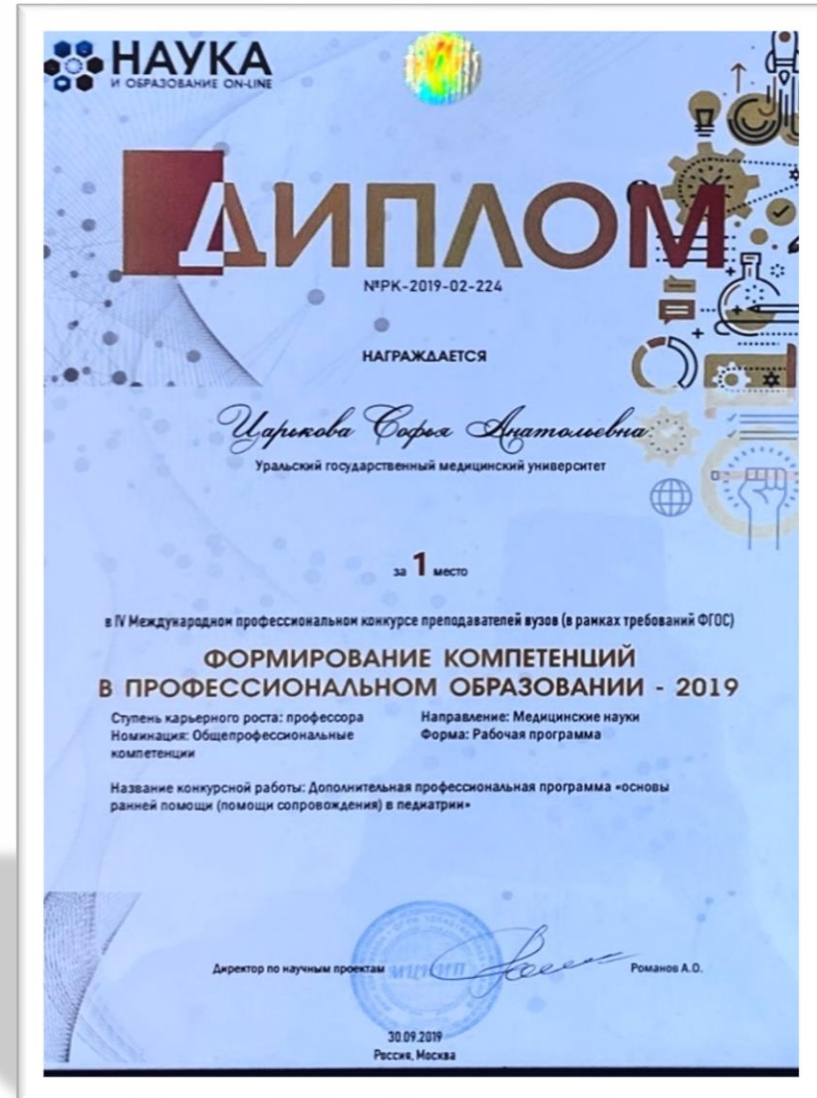 НАУКА
И ОБРАЗОВАНИЕ ON-LINE
ДИПЛОМ
№РК-2019-02-224
НАГРАЖДАЕТСЯ
Царькова Софья Анатольевна
Уральский государственный медицинский университет
за 1 место
в IV Международном профессиональном конкурсе преподавателей вузов (в рамках требований ФГОС)
ФОРМИРОВАНИЕ КОМПЕТЕНЦИЙ
В ПРОФЕССИОНАЛЬНОМ ОБРАЗОВАНИИ - 2019
Ступень карьерного роста: профессора
Номинация: Общепрофессиональные
компетенции
Направление: Медицинские науки
Форма: Рабочая программа
Название конкурсной работы: Дополнительная профессиональная программа «основы
ранней помощи (помощи сопровождения) в педиатрии»
Директор по научным проектам
Романов А.О.
30.09.2019
Россия, Москва